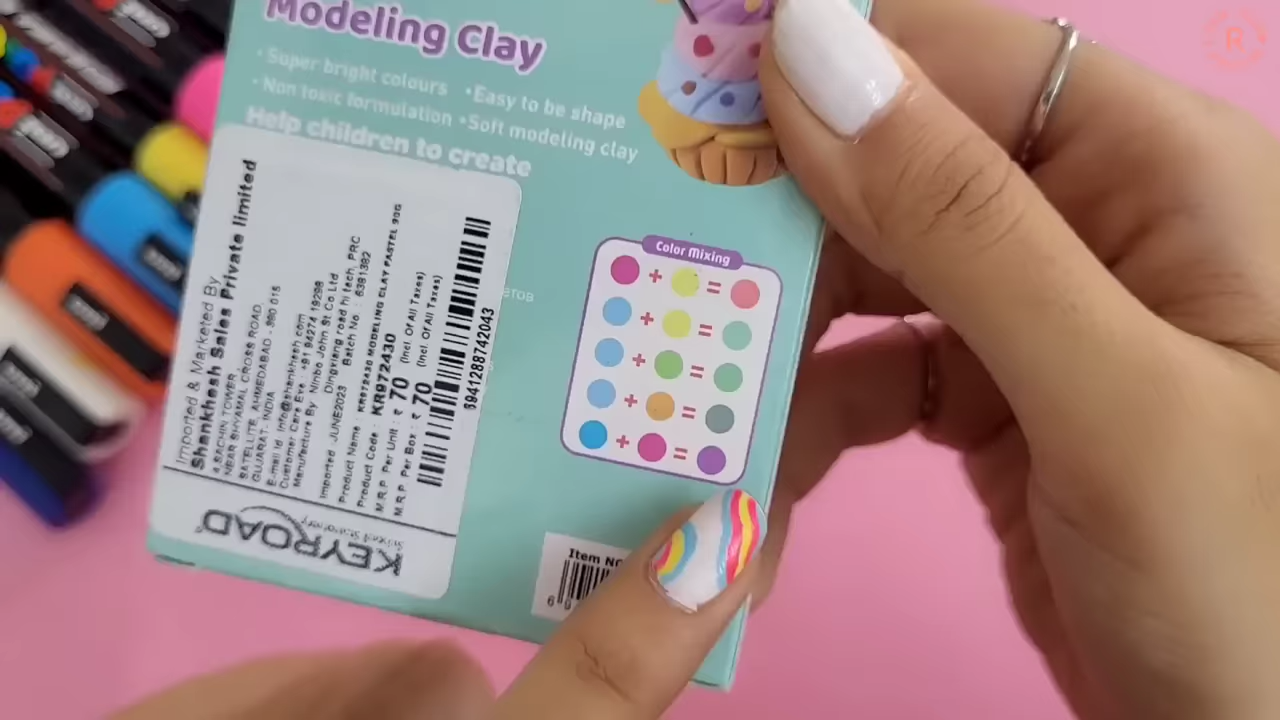 Modeling Clay
• Super bright colours •Easy to be shape
• Non toxic formulation •Soft modeling clay
Help children to create
Imported & Marketed By
Shankhesh Sales Private limited
4, SACHIN TOWER,
NEAR SHYAMAL CROSS ROAD,
SATELLITE, AHMEDABAD - 380 015
GUJARAT - INDIA
E-mail id info@shankhesh.com
Customer Care Exe +91 94274 19298
Manufacture By Ningbo John St Co Ltd
Dingxiang road hi tech, PRC
Imported JUNE2023 Batch No : 6381382
Product Name KR972430 MODELING CLAY PASTEL 90G
Product Code : KR972430
M.R.P Per Unit : ₹ 70 (Incl. Of All Taxes)
M.R.P Per Box : ₹ 70 (Incl. Of All Taxes)
6941288742043
KEYROAD
Color Mixing
+ =
+ =
+ =
+ =
+ =
Item NO
R